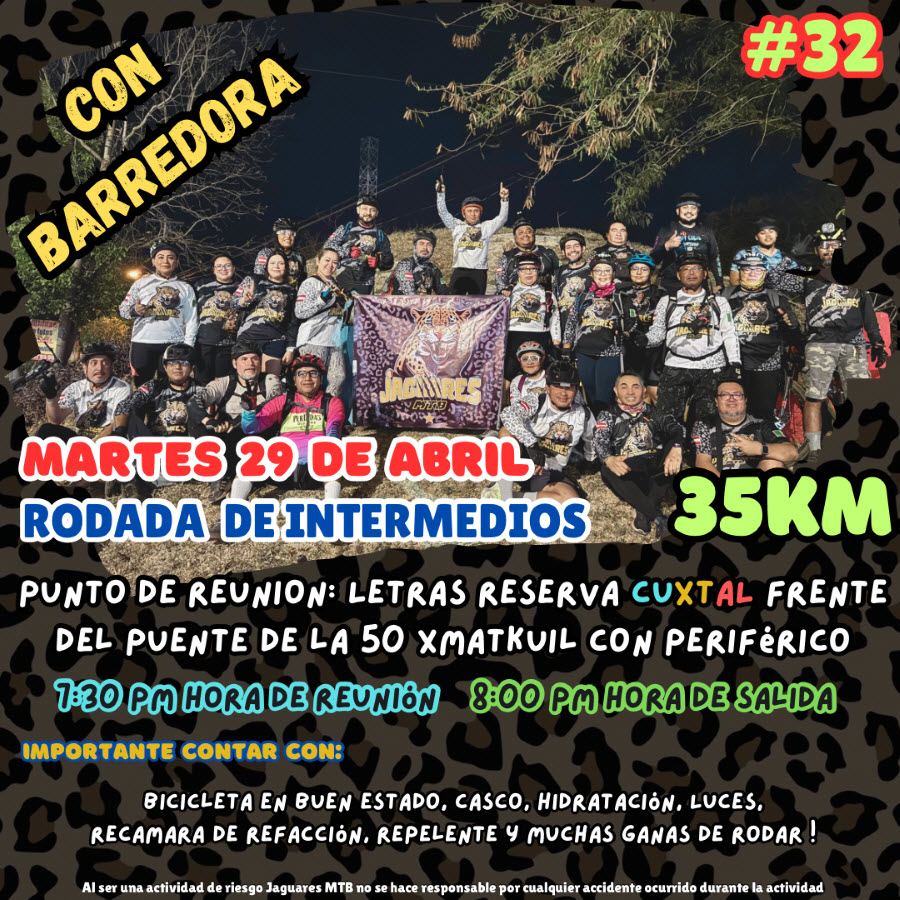 CON
BARREDORA
#32
JAGUARES
MTB
MARTES 29 DE ABRIL
RODADA DE INTERMEDIOS
35KM
PUNTO DE REUNION: LETRAS RESERVA CUXTAL FRENTE
DEL PUENTE DE LA 50 XMATKUIL CON PERIFÉRICO
7:30 PM HORA DE REUNIÓN
8:00 PM HORA DE SALIDA
IMPORTANTE CONTAR CON:
BICICLETA EN BUEN ESTADO, CASCO, HIDRATACIÓN, LUCES,
RECAMARA DE REFACCIÓN, REPELENTE Y MUCHAS GANAS DE RODAR !
Al ser una actividad de riesgo Jaguares MTB no se hace responsable por cualquier accidente ocurrido durante la actividad